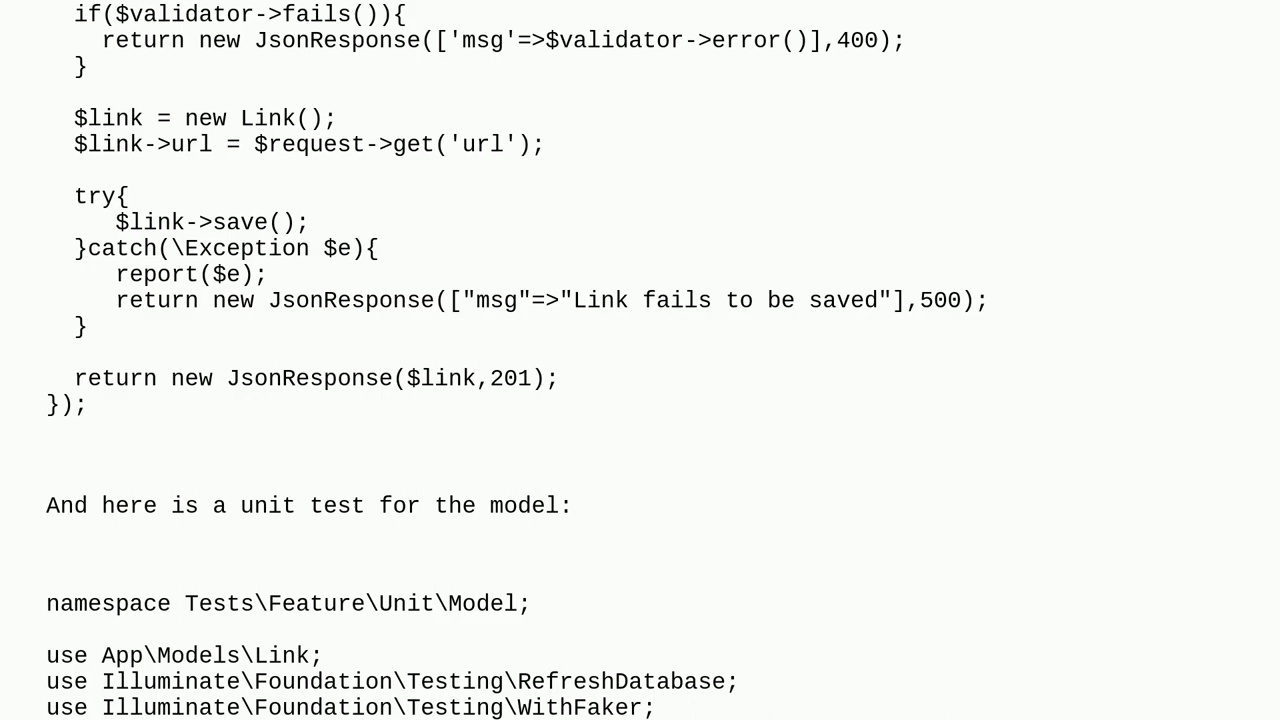 if($validator->fails()){
return new JsonResponse(['msg'=>$validator->error()],400);
}
$link = new Link();
$link->url = $request->get('url');
try{
$link->save();
}catch(\Exception $e){
report($e);
return new JsonResponse(["msg"=>"Link fails to be saved"],500);
}
return new JsonResponse($link,201);
});
And here is a unit test for the model:
namespace Tests\Feature\Unit\Model;
use App\Models\Link;
use Illuminate\Foundation\Testing\RefreshDatabase;
use Illuminate\Foundation\Testing\WithFaker;